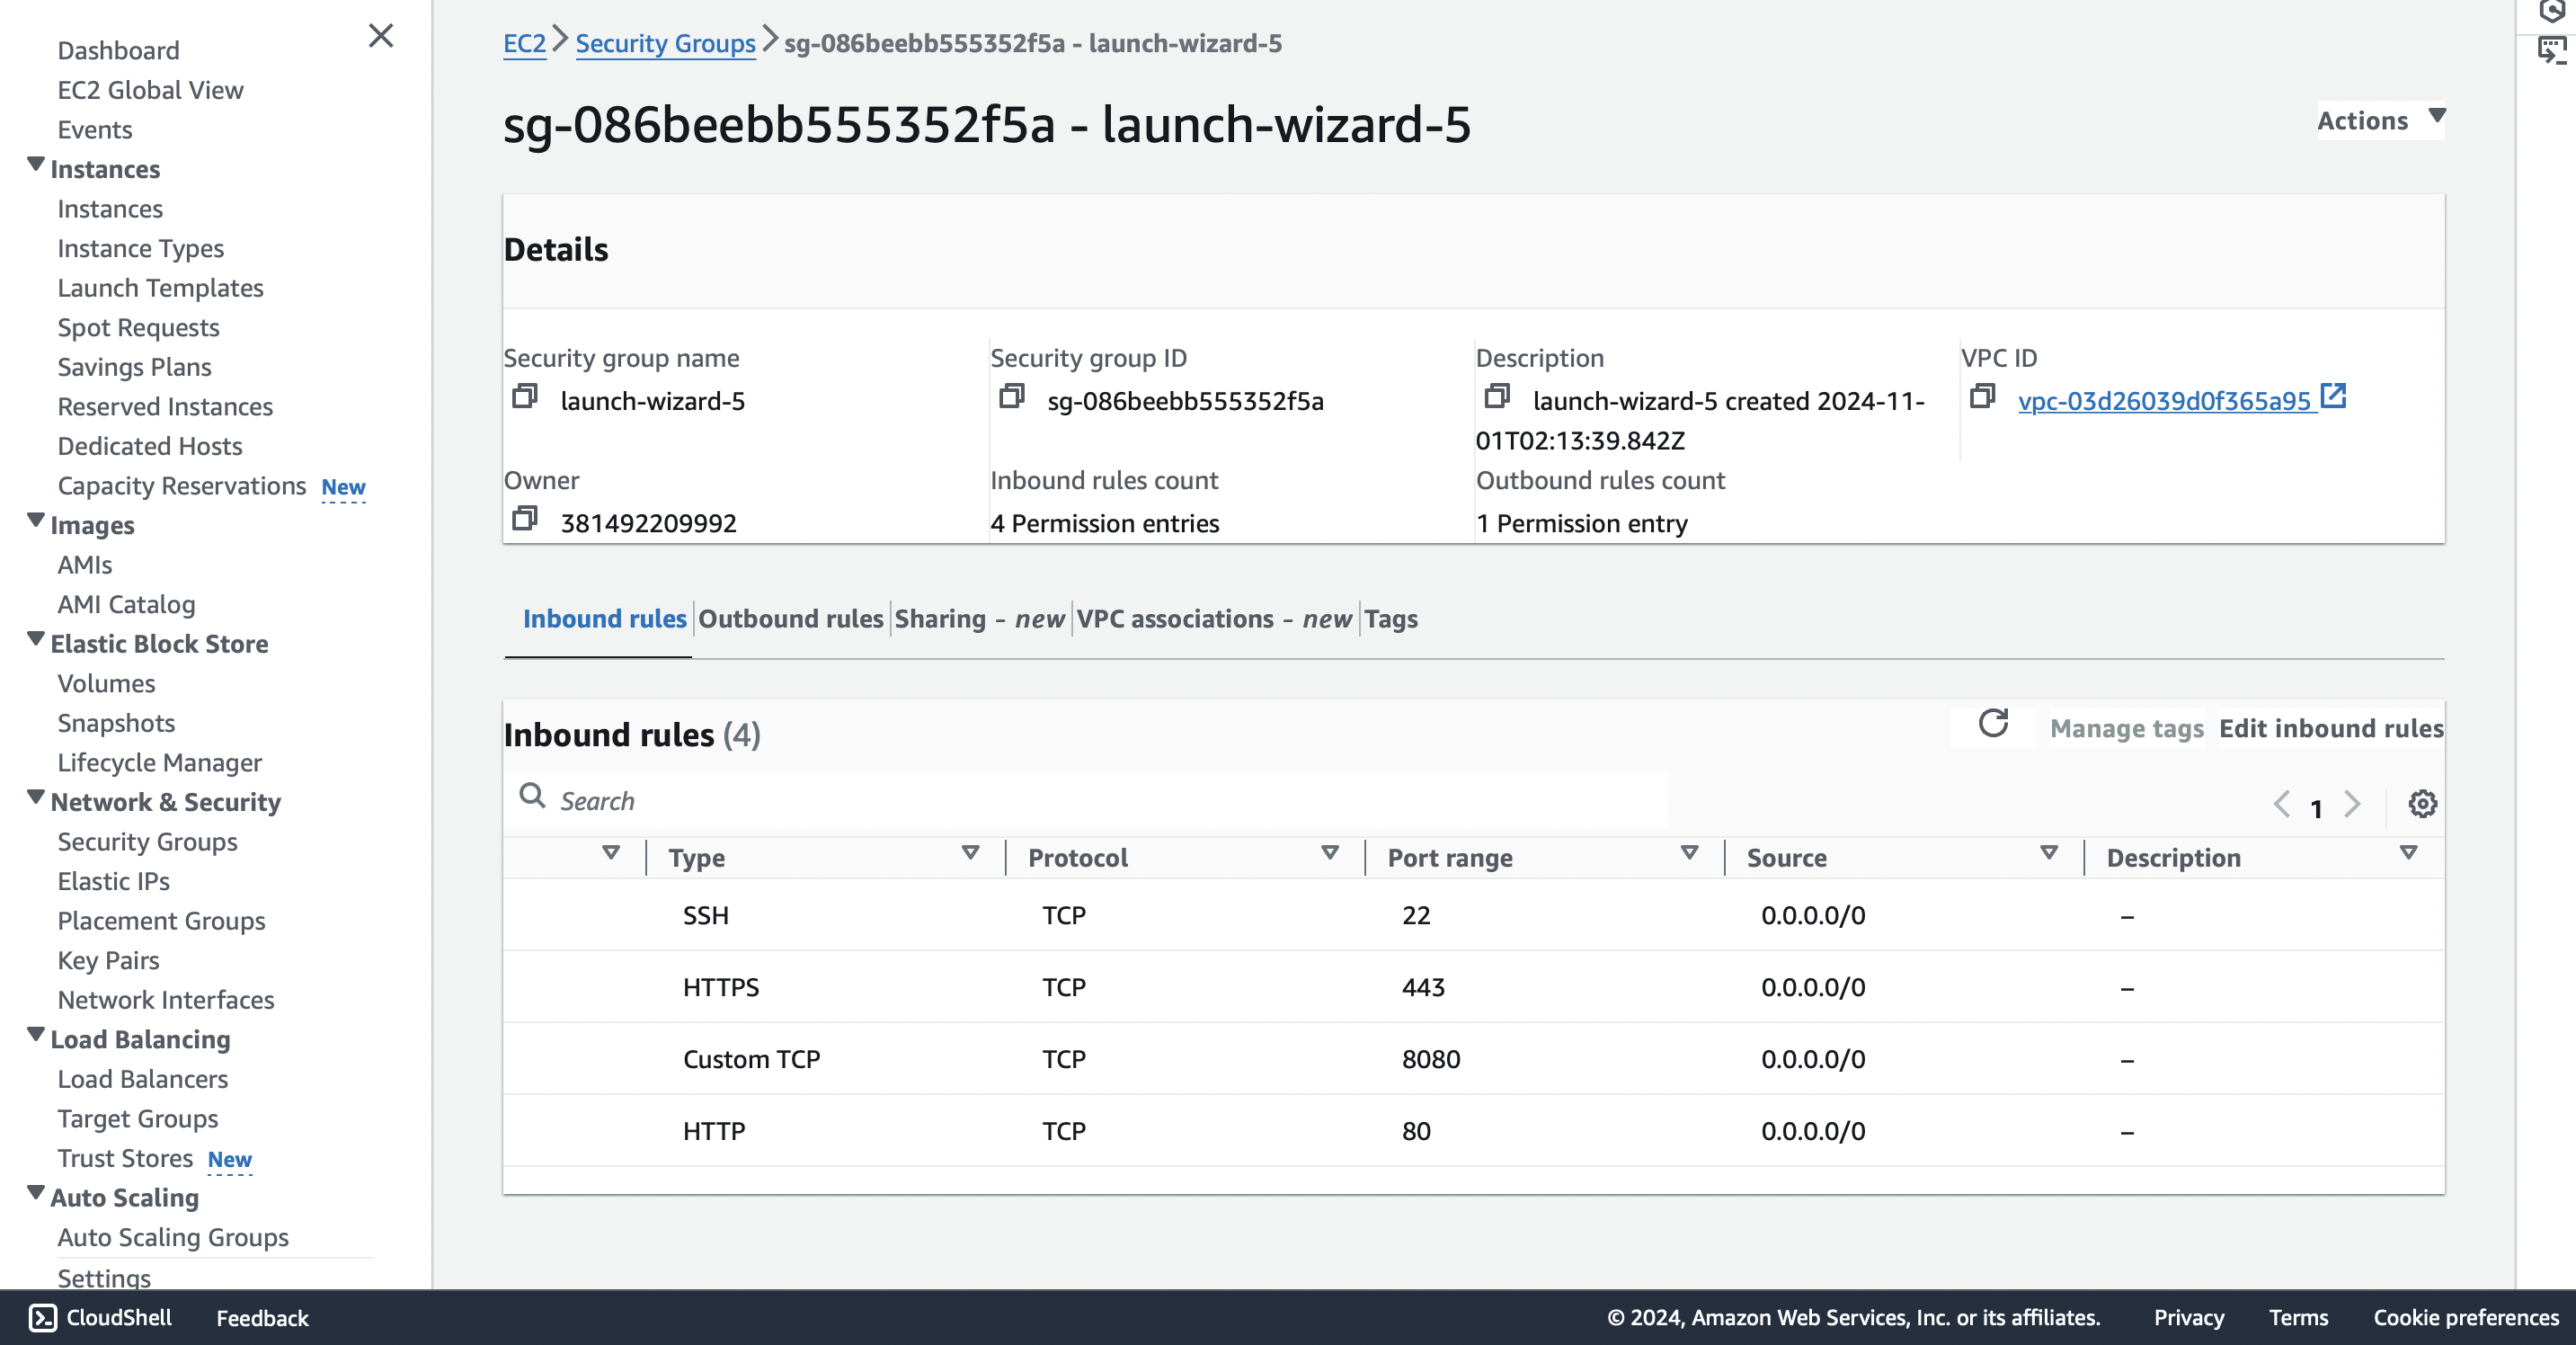 Dashboard
EC2 Global View
Events
Instances
Instances
Instance Types
Launch Templates
Spot Requests
Savings Plans
Reserved Instances
Dedicated Hosts
Capacity Reservations New
Images
AMIs
AMI Catalog
Elastic Block Store
Volumes
Snapshots
Lifecycle Manager
Network & Security
Security Groups
Elastic IPs
Placement Groups
Key Pairs
Network Interfaces
Load Balancing
Load Balancers
Target Groups
Trust Stores New
Auto Scaling
Auto Scaling Groups
Settings
EC2 Security Groups sg-086beebb555352f5a - launch-wizard-5
sg-086beebb555352f5a - launch-wizard-5
Actions
Details
Security group name
launch-wizard-5
Security group ID
sg-086beebb555352f5a
Description
launch-wizard-5 created 2024-11-
01T02:13:39.842Z
VPC ID
vpc-03d26039d0f365a95
Owner
381492209992
Inbound rules count
4 Permission entries
Outbound rules count
1 Permission entry
Inbound rules Outbound rules Sharing - new VPC associations - new Tags
Inbound rules (4)
Manage tags Edit inbound rules
Search
1
Type Protocol Port range Source Description
SSH TCP 22 0.0.0.0/0 –
HTTPS TCP 443 0.0.0.0/0 –
Custom TCP TCP 8080 0.0.0.0/0 –
HTTP TCP 80 0.0.0.0/0 –
CloudShell Feedback © 2024, Amazon Web Services, Inc. or its affiliates. Privacy Terms Cookie preferences